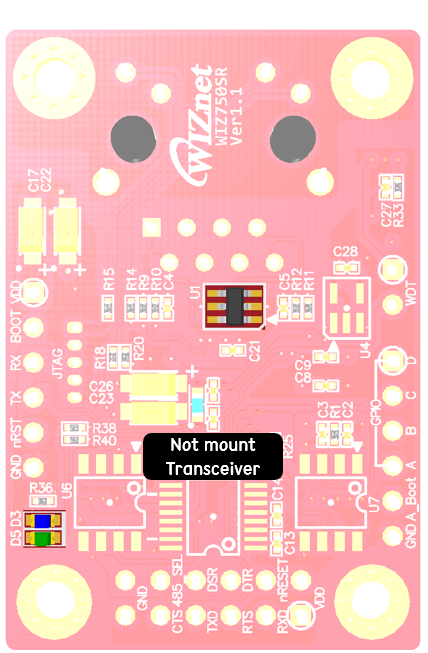 WIZnet
WIZ750SR
Ver1.1
C17
C22
C27
R33
C28
R15
R14
R9
R10
C4
U1
C5
R12
R11
WDT
VDD
BOOT
RX
TX
nRST
GND
JTAG
R18
R20
C21
U4
C9
C8
D
C
B
A
GPIO
C26
C23
C3
R1
C2
R38
R40
Not mount
Transceiver
R25
R36
U6
C14
U7
A_Boot
GND
D5
D3
C13
GND
485_SEL
DSR
DTR
nRESET
VDD
CTS
TXD
RTS
RXD